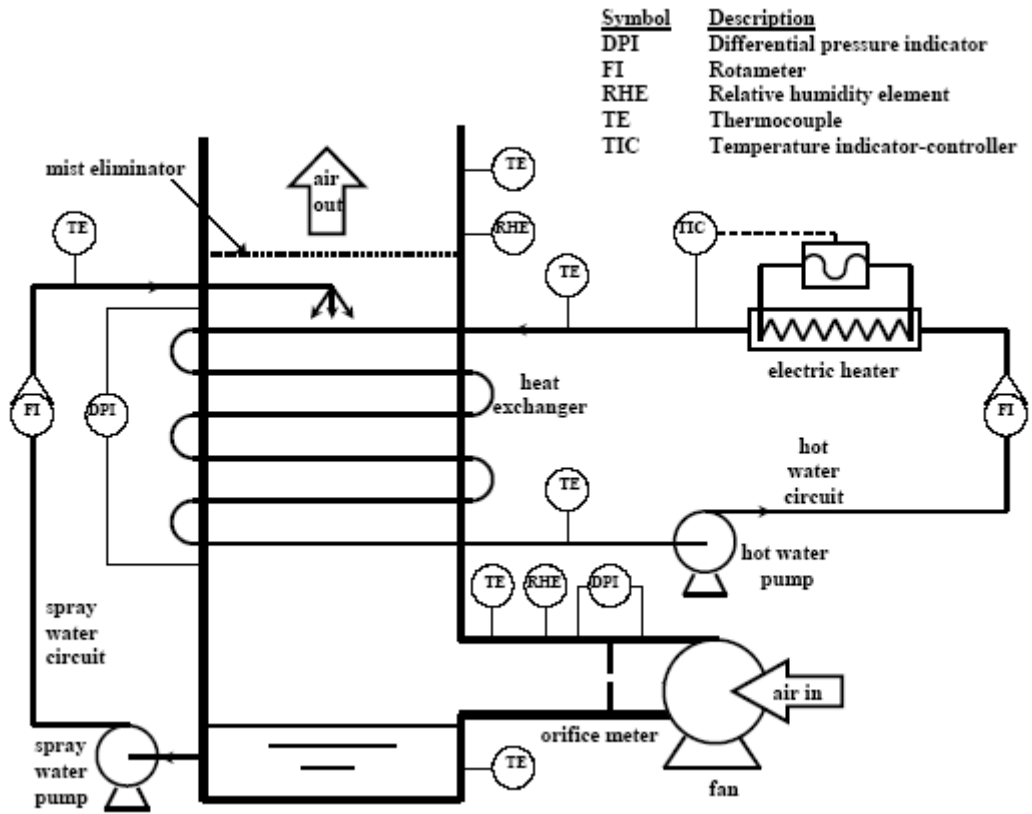 Symbol Description
DPI Differential pressure indicator
FI Rotameter
RHE Relative humidity element
TE Thermocouple
TIC Temperature indicator-controller
mist eliminator
air
out
TE
RHE
TE
TE
TIC
electric heater
FI
DPI
heat
exchanger
FI
hot
water
circuit
TE
hot water
pump
TE
RHE
DPI
spray
water
circuit
air in
orifice meter
fan
spray
water
pump
TE